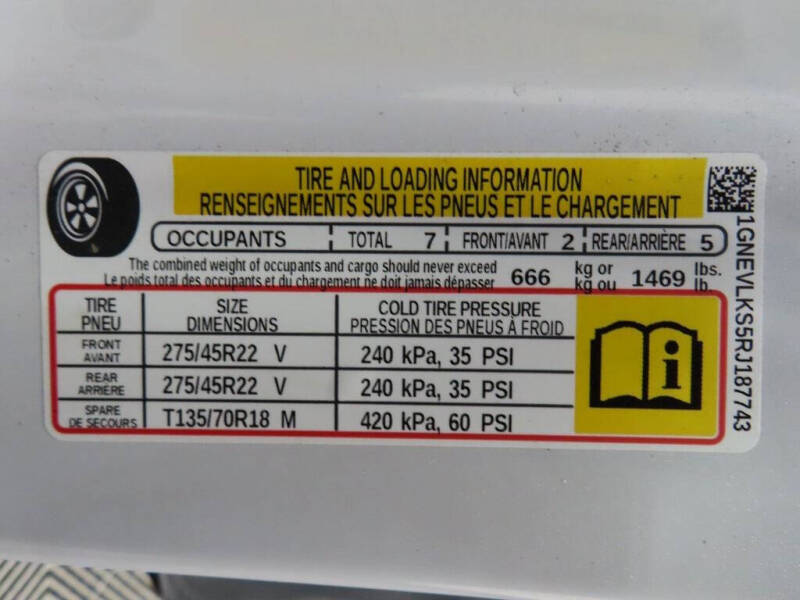 TIRE AND LOADING INFORMATION
RENSEIGNEMENTS SUR LES PNEUS ET LE CHARGEMENT
OCCUPANTS TOTAL 7 FRONT/AVANT 2 REAR/ARRIÈRE 5
The combined weight of occupants and cargo should never exceed 666 kg or 1469 lbs.
Le poids total des occupants et du chargement ne doit jamais dépasser kg ou lb.
TIRE SIZE COLD TIRE PRESSURE
PNEU DIMENSIONS PRESSION DES PNEUS À FROID
FRONT
AVANT 275/45R22 V 240 kPa, 35 PSI
REAR
ARRIÈRE 275/45R22 V 240 kPa, 35 PSI
SPARE
DE SECOURS T135/70R18 M 420 kPa, 60 PSI
i
1GNEVLKS5RJ187743